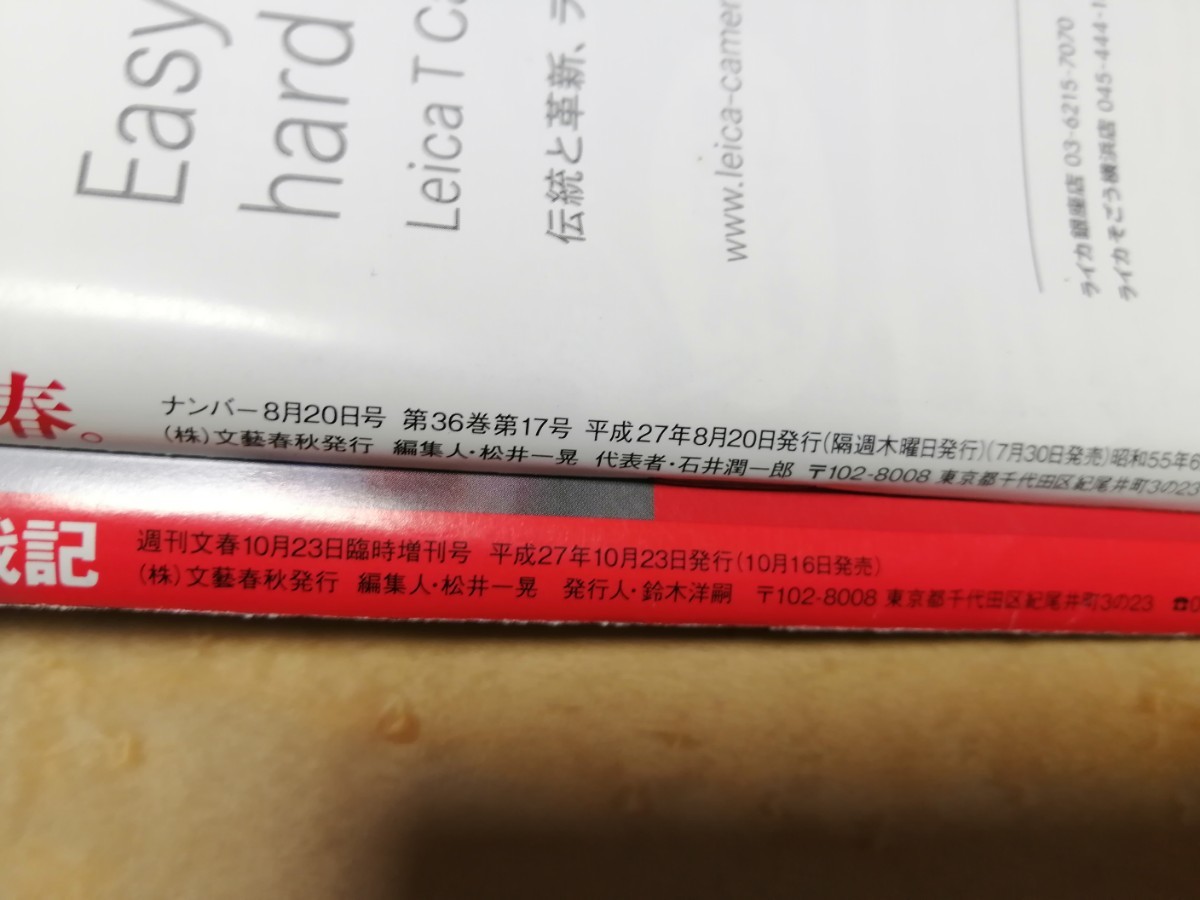 Easy
hard
Leica T Ca
伝統と革新、ラ
www.leica-camer
ライカ 銀座店 03-6215-7070
ライカ そごう横浜店 045-444-1
春。
ナンバー8月20日号 第36巻第17号 平成27年8月20日発行(隔週木曜日発行)(7月30日発売)昭和55年6
(株)文藝春秋発行 編集人・松井一晃 代表者・石井潤一郎 〒102-8008 東京都千代田区紀尾井町3の23
戦記
週刊文春10月23日臨時増刊号 平成27年10月23日発行(10月16日発売)
(株)文藝春秋発行 編集人・松井一晃 発行人・鈴木洋嗣 〒102-8008 東京都千代田区紀尾井町3の23 ☎0